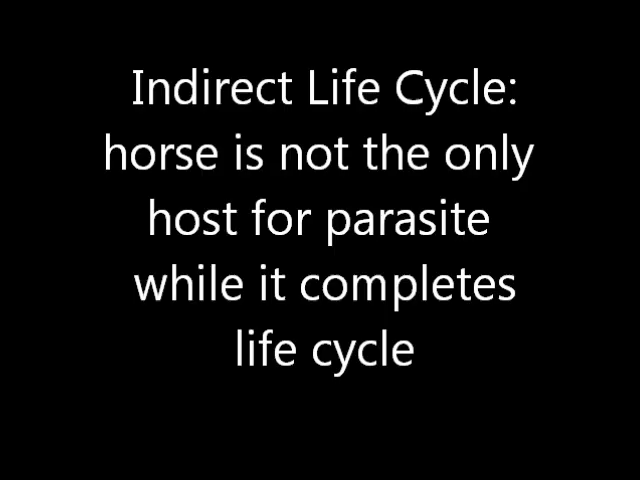 Indirect Life Cycle:
horse is not the only
host for parasite
while it completes
life cycle